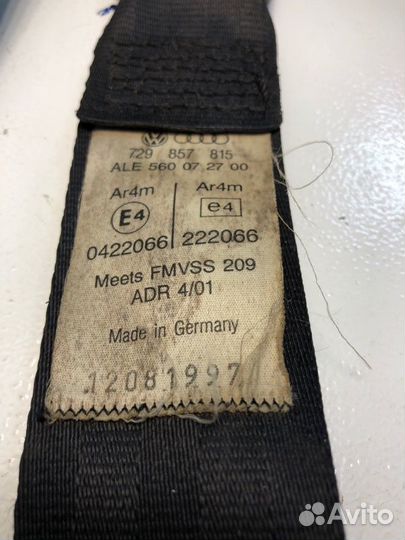 729 857 815
ALE 560 07 27 00
Ar4m Ar4m
E4 e4
0422066 222066
Meets FMVSS 209
ADR 4/01
Made in Germany
12081997
Avito